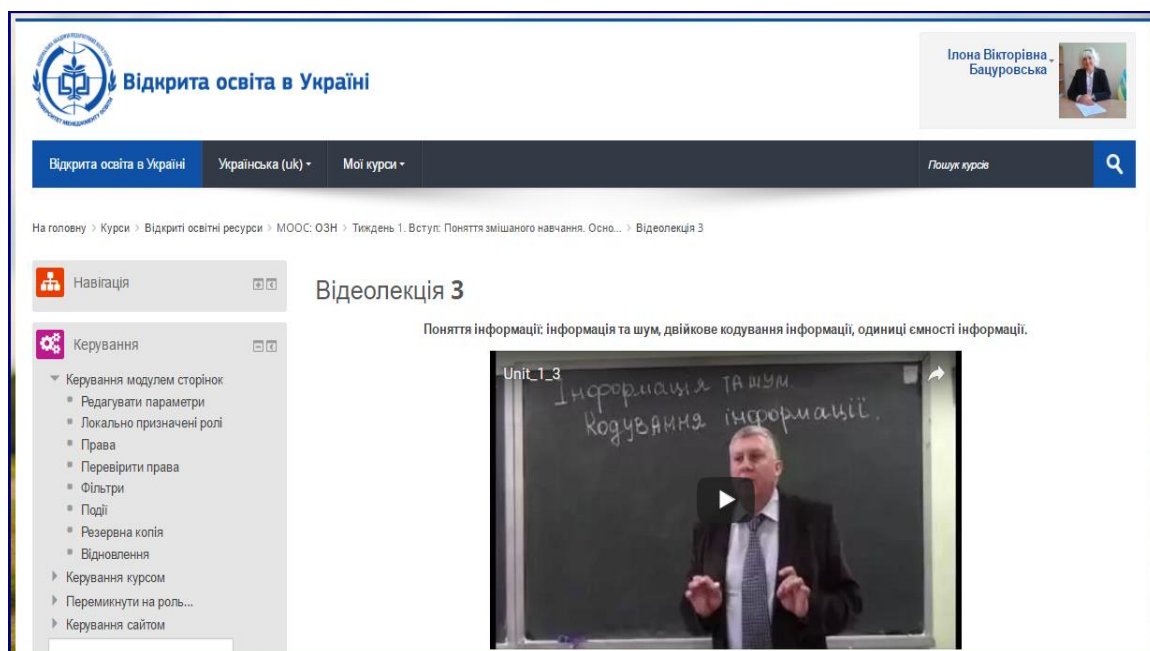 Відкрита освіта в Україні
Ілона Вікторівна
Бацуровська
Відкрита освіта в Україні
Українська (uk)
Мої курси
Пошук курсів
На головну > Курси > Відкриті освітні ресурси > МООС: ОЗН > Тиждень 1. Вступ: Поняття змішаного навчання. Осно... > Відеолекція 3
Навігація
Керування
Керування модулем сторінок
Редагувати параметри
Локально призначені ролі
Права
Перевірити права
Фільтри
Події
Резервна копія
Відновлення
Керування курсом
Перемикнути на роль...
Керування сайтом
Відеолекція 3
Поняття інформації: інформація та шум, двійкове кодування інформації, одиниці ємності інформації.
Unit_1_3
Інформація та шум.
Кодування інформації.